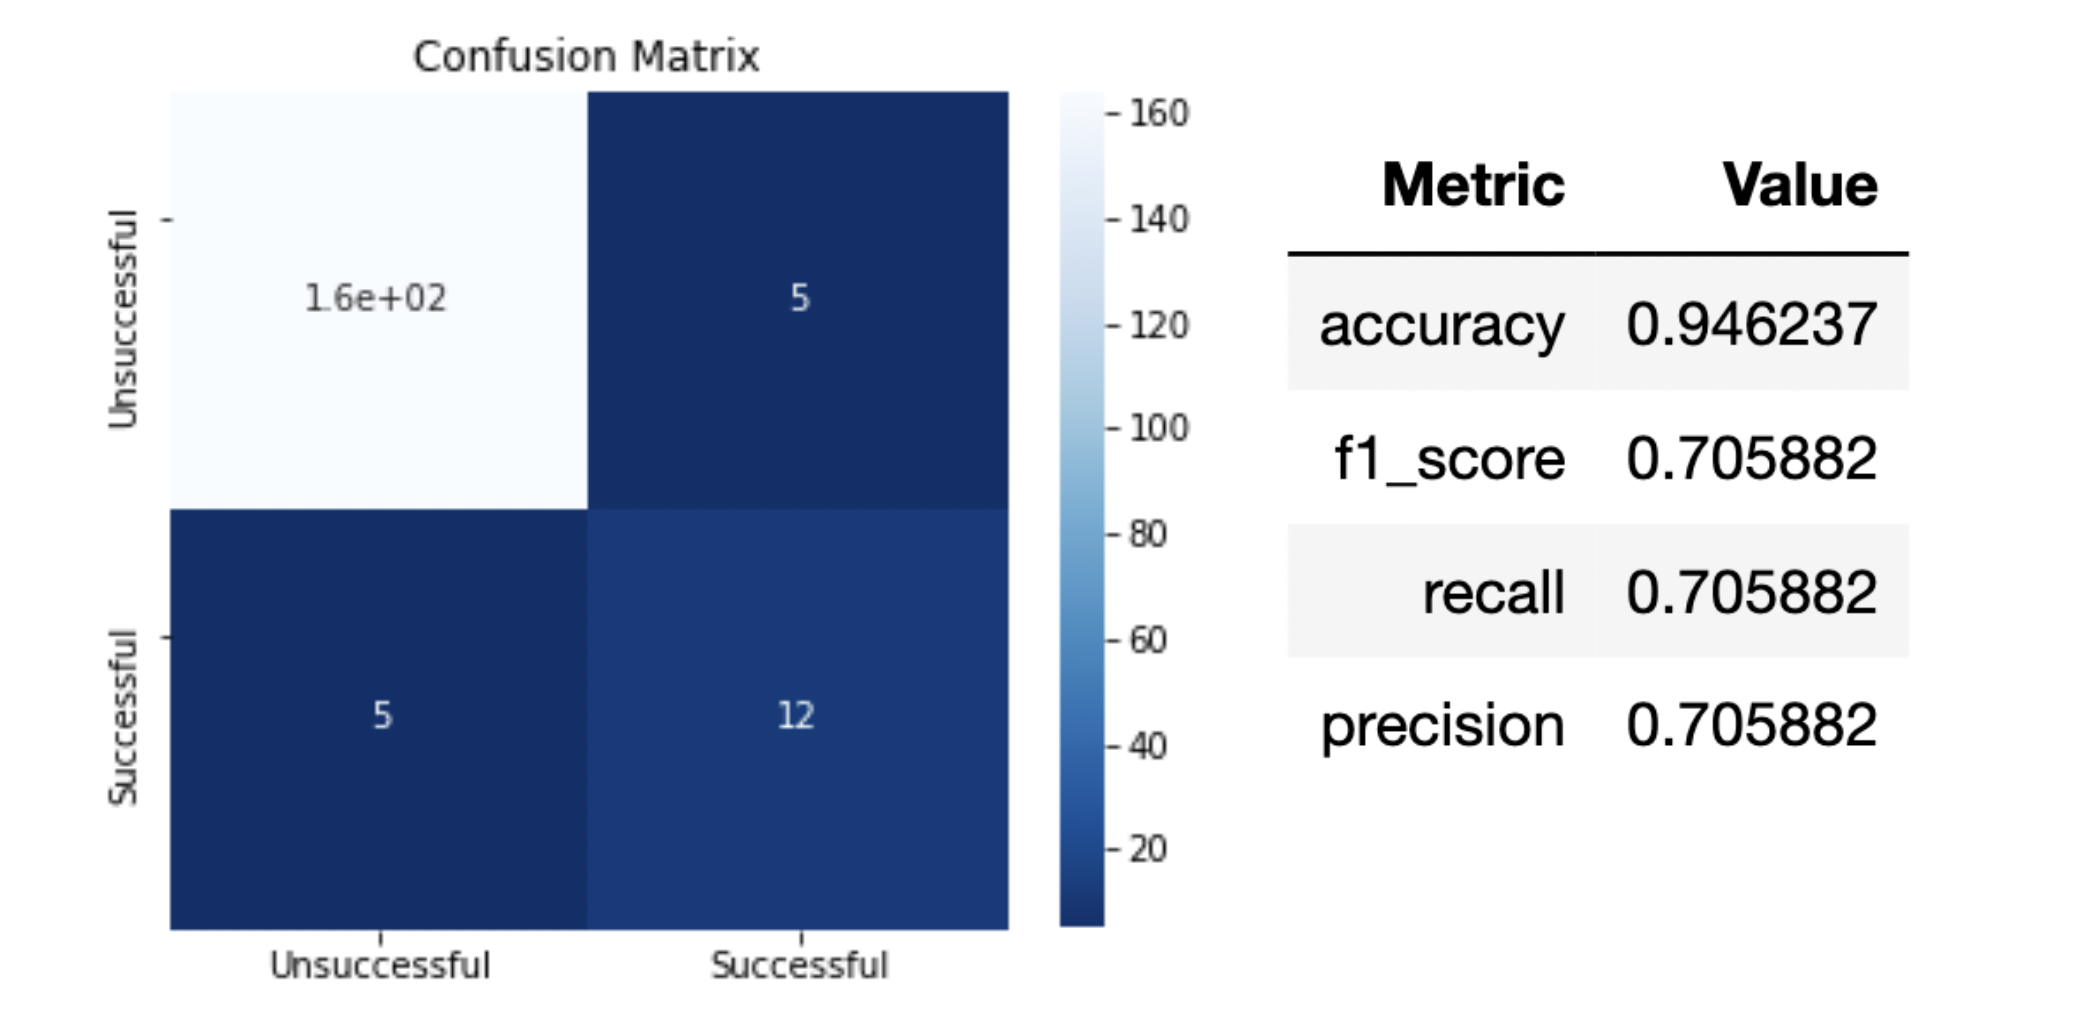 Confusion Matrix
Unsuccessful
Successful
1.6e+02 5
5 12
Unsuccessful Successful
160
140
120
100
80
60
40
20
Metric Value
accuracy 0.946237
f1_score 0.705882
recall 0.705882
precision 0.705882